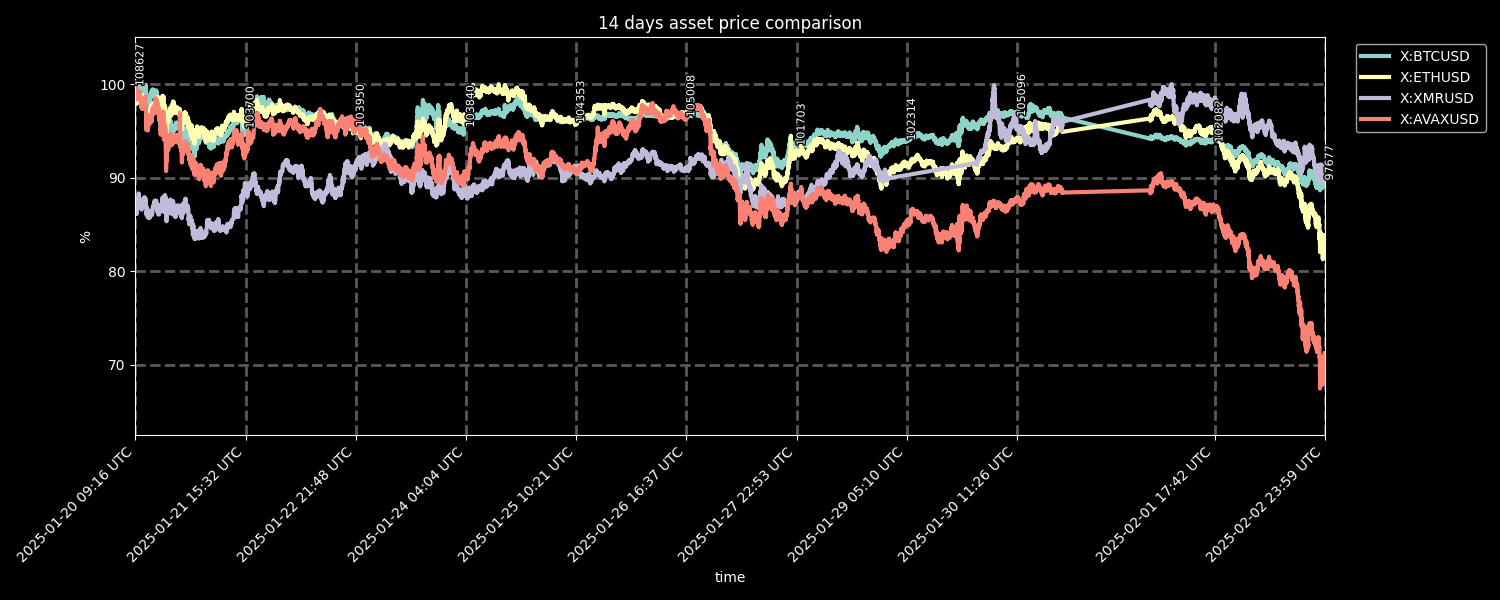 14 days asset price comparison
X:BTCUSD
X:ETHUSD
X:XMRUSD
X:AVAXUSD
108627
103700
103950
103840
104353
105008
101703
102314
105096
102082
97677
100
90
80
70
%
2025-01-20 09:16 UTC
2025-01-21 15:32 UTC
2025-01-22 21:48 UTC
2025-01-24 04:04 UTC
2025-01-25 10:21 UTC
2025-01-26 16:37 UTC
2025-01-27 22:53 UTC
2025-01-29 05:10 UTC
2025-01-30 11:26 UTC
2025-02-01 17:42 UTC
2025-02-02 23:59 UTC
time